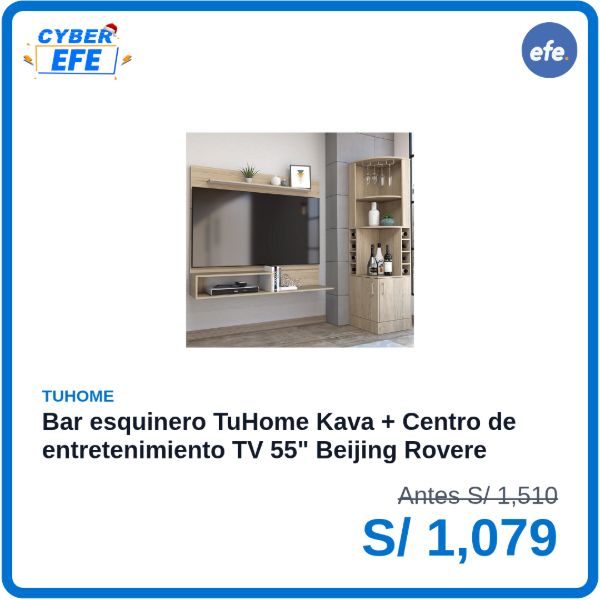 CYBER
EFE
efe.
TUHOME
Bar esquinero TuHome Kava + Centro de
entretenimiento TV 55" Beijing Rovere
Antes S/ 1,510
S/ 1,079